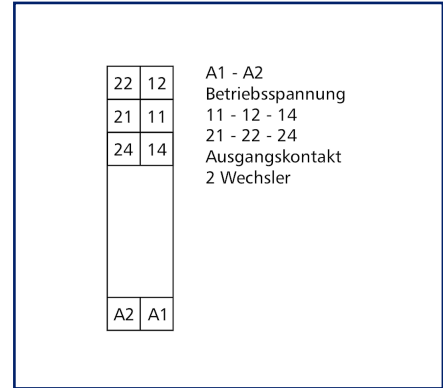 22 12
21 11
24 14
A2 A1
A1 - A2
Betriebsspannung
11 - 12 - 14
21 - 22 - 24
Ausgangskontakt
2 Wechsler